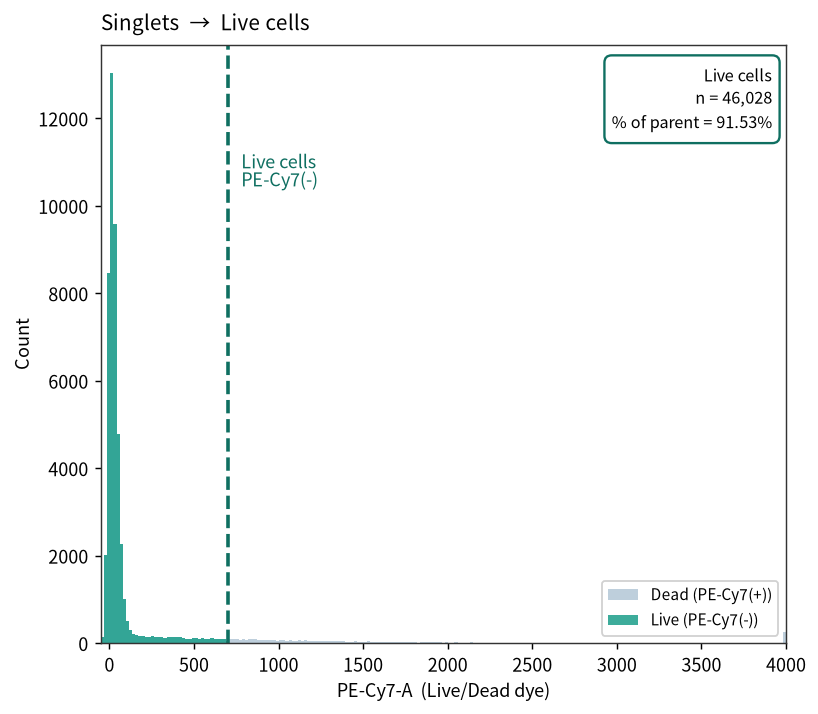 Singlets → Live cells
Live cells
n = 46,028
% of parent = 91.53%
Live cells
PE-Cy7(-)
12000
10000
8000
6000
4000
2000
0
Count
Dead (PE-Cy7(+))
Live (PE-Cy7(-))
0 500 1000 1500 2000 2500 3000 3500 4000
PE-Cy7-A (Live/Dead dye)